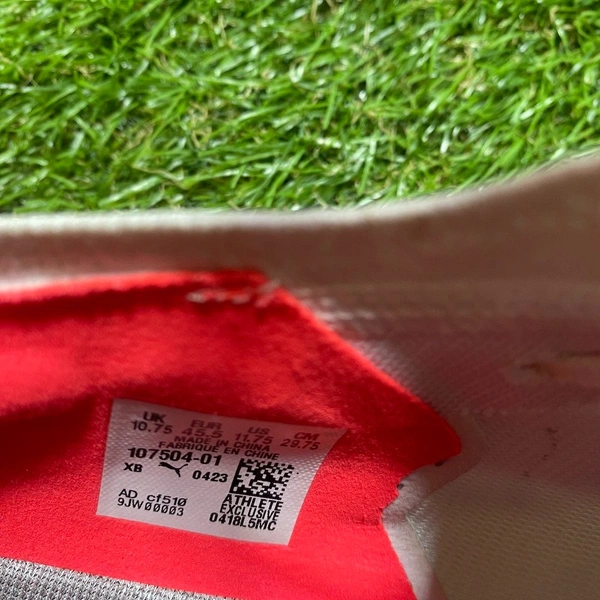 UK EUR US CM
10.75 45.5 11.75 29.75
MADE IN CHINA
FABRIQUÉ EN CHINE
107504-01
XB 0423
ATHLETE
EXCLUSIVE
0418L5MC
AD cf510
9JW00003